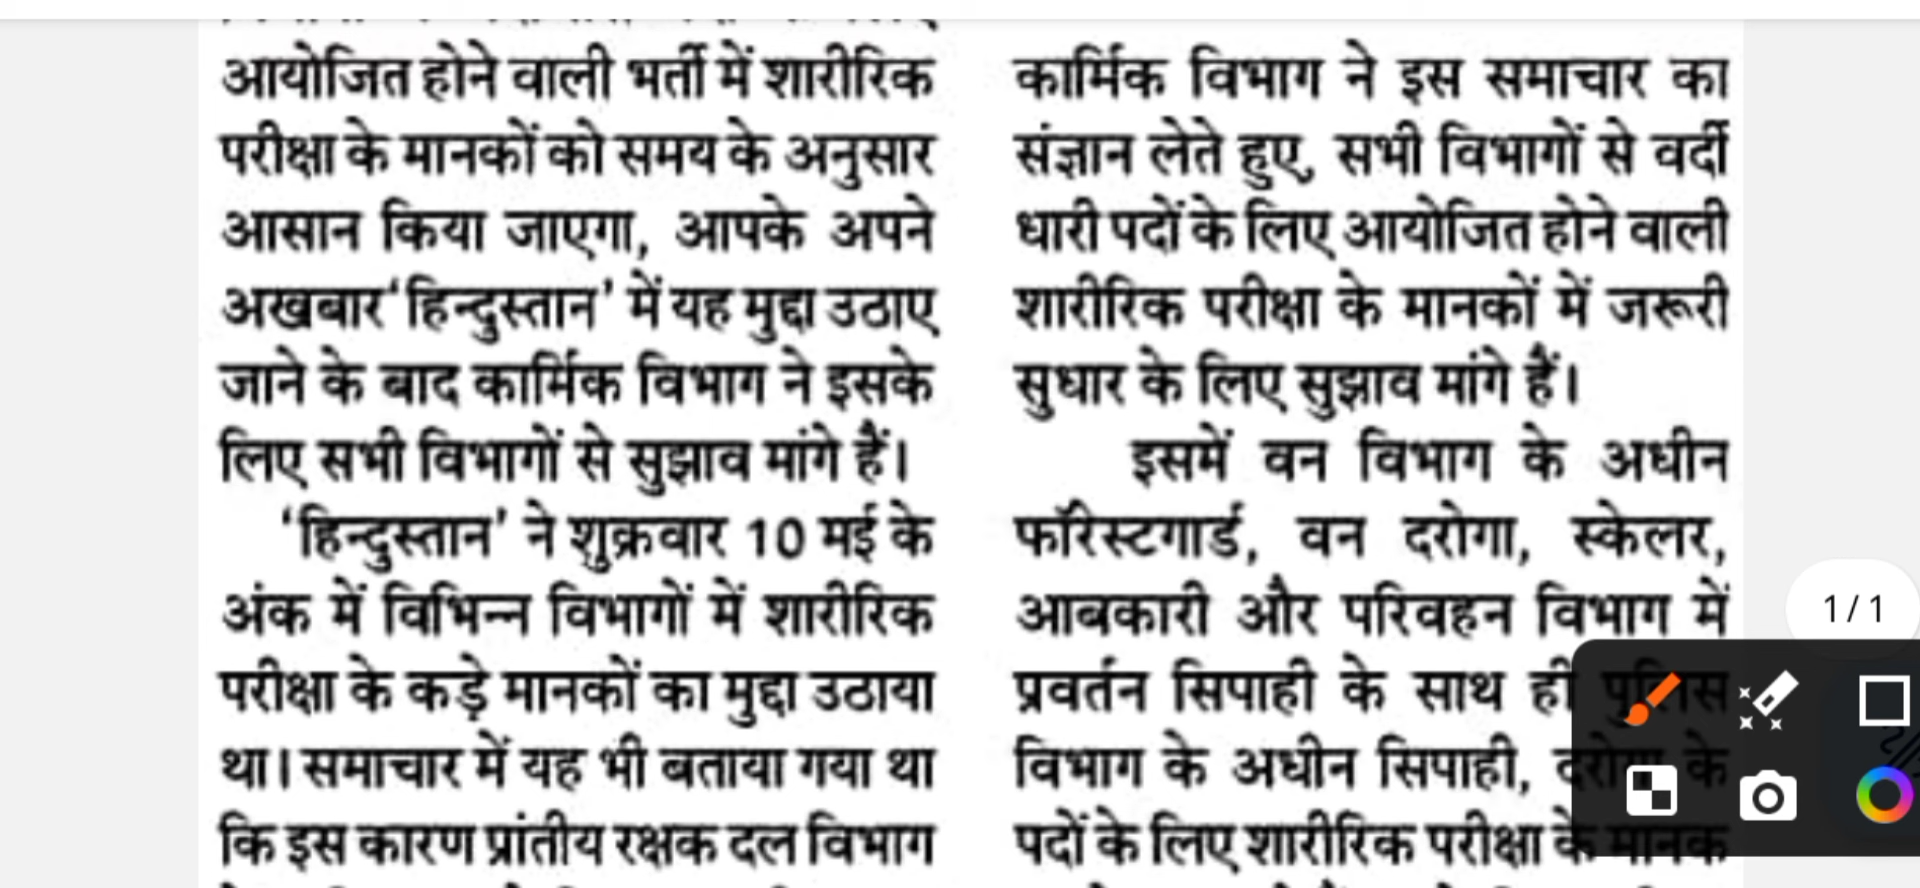 आयोजित होने वाली भर्ती में शारीरिक
परीक्षा के मानकों को समय के अनुसार
आसान किया जाएगा, आपके अपने
अखबार ‘हिन्दुस्तान’ में यह मुद्दा उठाए
जाने के बाद कार्मिक विभाग ने इसके
लिए सभी विभागों से सुझाव मांगे हैं।
‘हिन्दुस्तान’ ने शुक्रवार 10 मई के
अंक में विभिन्न विभागों में शारीरिक
परीक्षा के कड़े मानकों का मुद्दा उठाया
था। समाचार में यह भी बताया गया था
कि इस कारण प्रांतीय रक्षक दल विभाग
कार्मिक विभाग ने इस समाचार का
संज्ञान लेते हुए, सभी विभागों से वर्दी
धारी पदों के लिए आयोजित होने वाली
शारीरिक परीक्षा के मानकों में जरूरी
सुधार के लिए सुझाव मांगे हैं।
इसमें वन विभाग के अधीन
फॉरेस्टगार्ड, वन दरोगा, स्केलर,
आबकारी और परिवहन विभाग में
प्रवर्तन सिपाही के साथ ही पुलिस
विभाग के अधीन सिपाही, दरोगा के
पदों के लिए शारीरिक परीक्षा के मानक
1/1